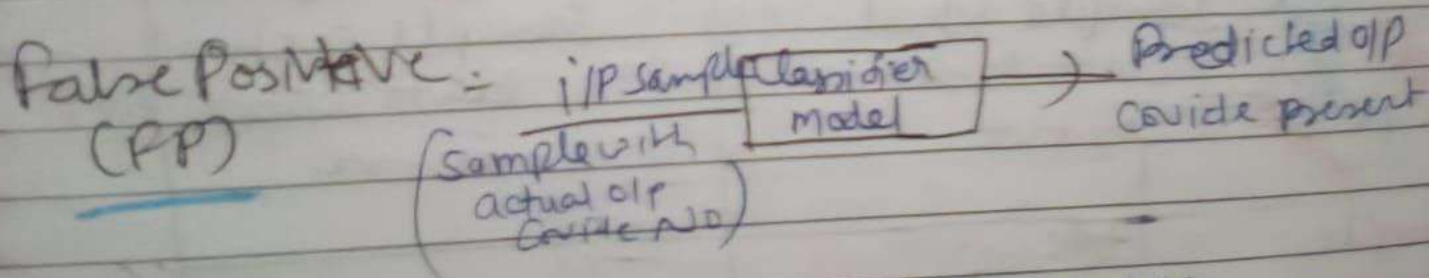 False Positive = i/p sample Classifier Predicted o/p
(FP) model Covide Present
(Sample with
actual o/p
Covide NO)